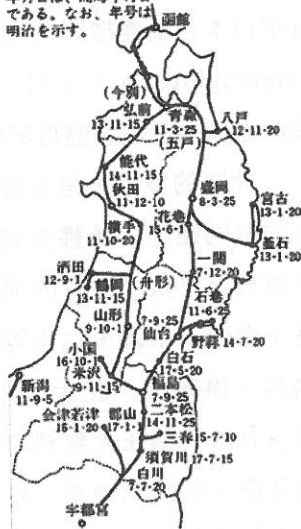 である。なお、年号は
明治を示す。
函館
(今別)
弘前
13-11-15
青森
11-3-25
(五戸)
八戸
12-11-20
能代
14-11-15
秋田
11-12-10
盛岡
8-3-25
宮古
13-1-20
花巻
15-6-1
横手
11-10-20
釜石
13-1-20
一関
7-12-20
酒田
12-9-1
鶴岡
13-11-15
(舟形)
石巻
11-6-25
山形
9-10-1
7-9-25
仙台
野蒜
14-7-20
小国
16-10-1
白石
17-5-20
米沢
9-11-15
新潟
11-9-5
福島
7-9-25
二本松
14-11-25
会津若津
16-1-20
郡山
17-1-1
三春
15-7-10
須賀川
17-7-15
白川
7-7-20
宇都宮